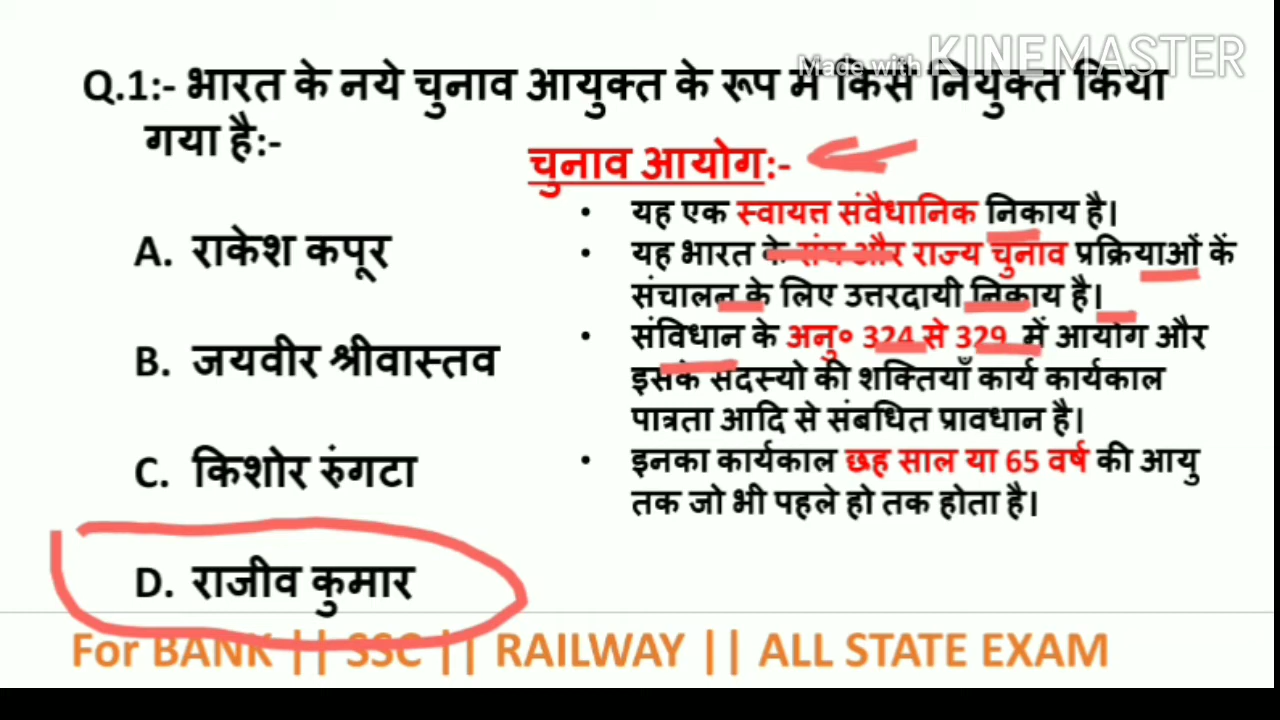 Made with KINEMASTER
Q.1:- भारत के नये चुनाव आयुक्त के रूप में किसे नियुक्त किया
गया है:-
चुनाव आयोग:-
• यह एक स्वायत्त संवैधानिक निकाय है।
• यह भारत के संघ और राज्य चुनाव प्रक्रियाओं कें
संचालन के लिए उत्तरदायी निकाय है।
• संविधान के अनु॰ 324 से 329 में आयोग और
इसके सदस्यो की शक्तियाँ कार्य कार्यकाल
पात्रता आदि से संबधित प्रावधान है।
• इनका कार्यकाल छह साल या 65 वर्ष की आयु
तक जो भी पहले हो तक होता है।
A. राकेश कपूर
B. जयवीर श्रीवास्तव
C. किशोर रुंगटा
D. राजीव कुमार
For BANK || SSC || RAILWAY || ALL STATE EXAM